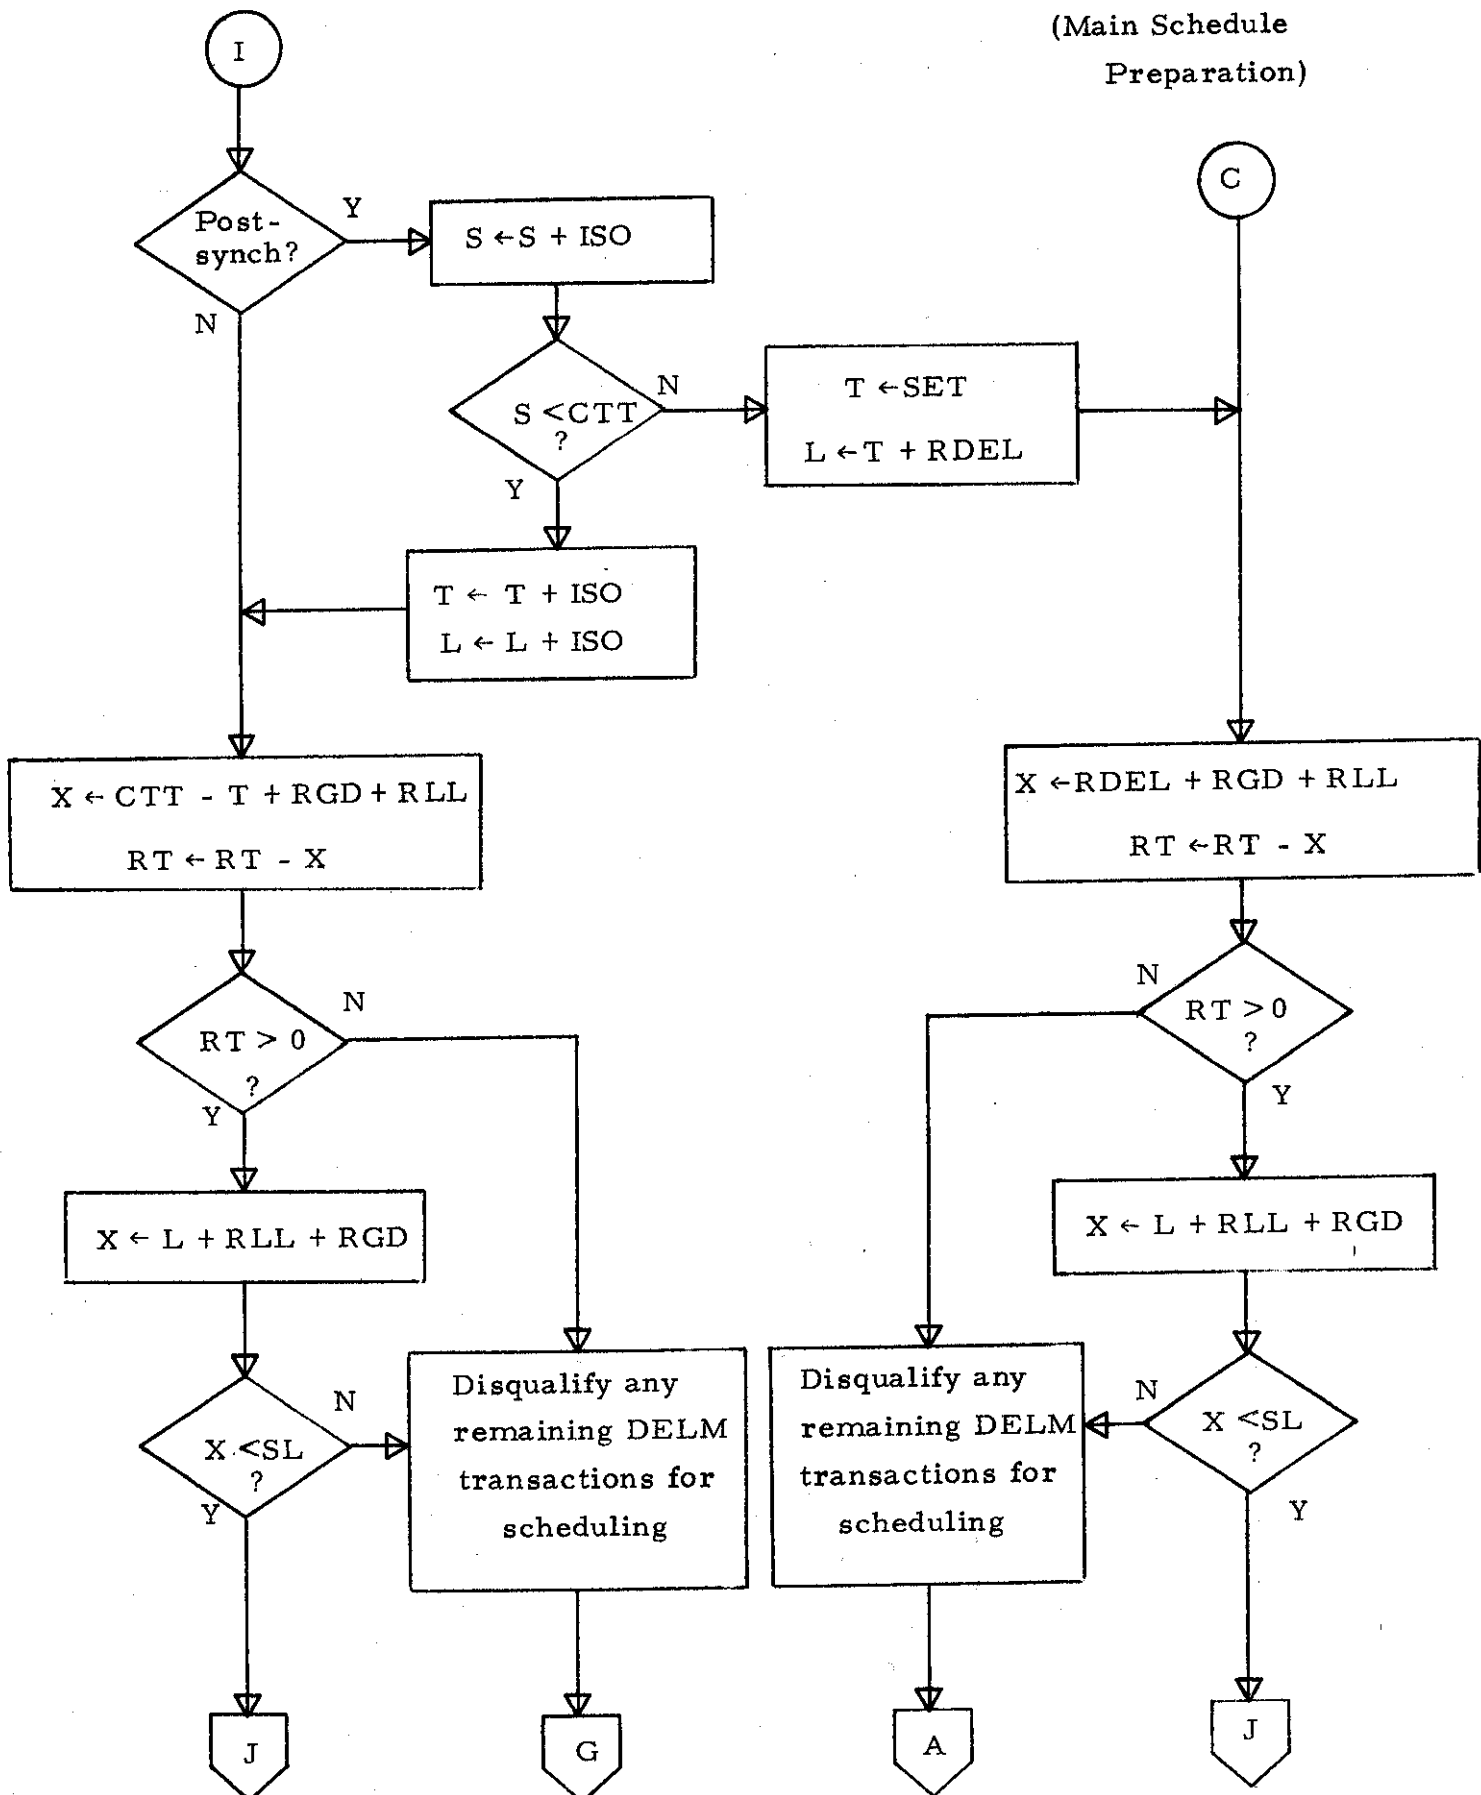 (Main Schedule
Preparation)
I
C
Post-
synch?
Y
N
S ← S + ISO
S < CTT
?
N
Y
T ← SET
L ← T + RDEL
T ← T + ISO
L ← L + ISO
X ← CTT - T + RGD + RLL
RT ← RT - X
X ← RDEL + RGD + RLL
RT ← RT - X
RT > 0
?
N
Y
RT > 0
?
N
Y
X ← L + RLL + RGD
X ← L + RLL + RGD
X < SL
?
N
Y
Disqualify any
remaining DELM
transactions for
scheduling
Disqualify any
remaining DELM
transactions for
scheduling
X < SL
?
N
Y
J
G
A
J